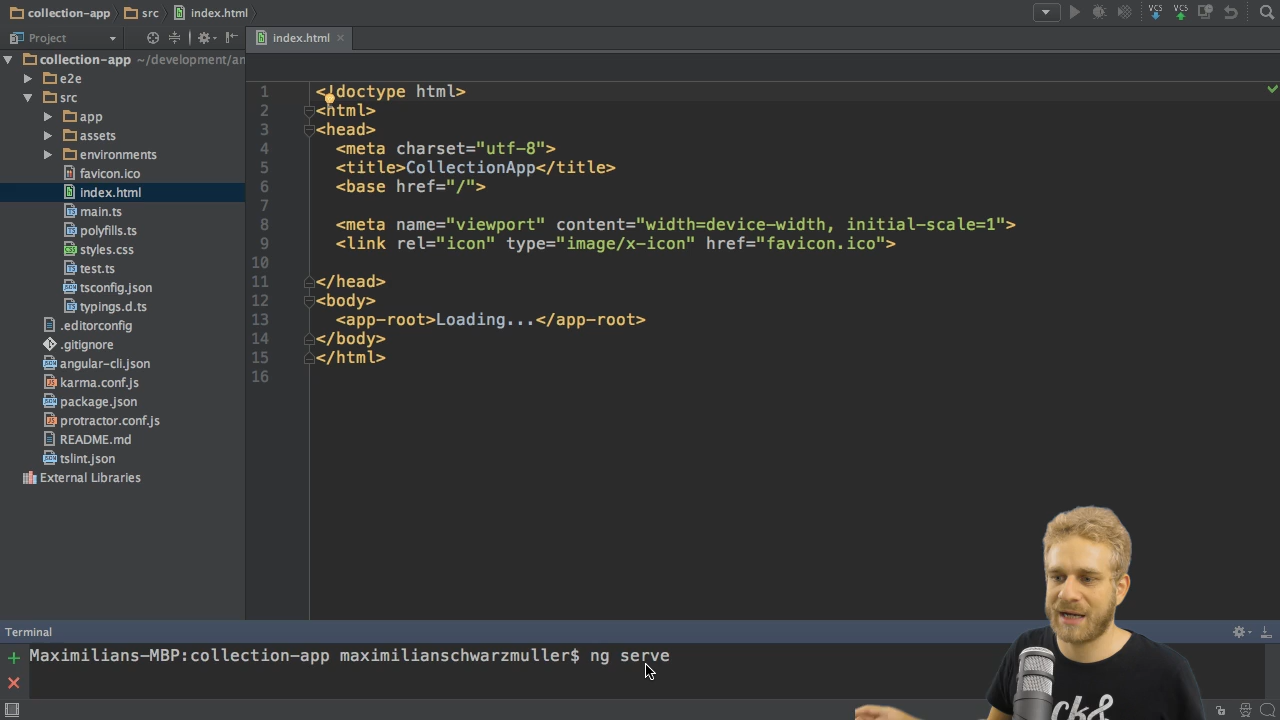 collection-app src index.html
VCS VCS
Project
index.html
collection-app ~/development/an
e2e
src
app
assets
environments
favicon.ico
index.html
main.ts
polyfills.ts
styles.css
test.ts
tsconfig.json
typings.d.ts
.editorconfig
.gitignore
angular-cli.json
karma.conf.js
package.json
protractor.conf.js
README.md
tslint.json
External Libraries
1 <!doctype html>
2 <html>
3 <head>
4 <meta charset="utf-8">
5 <title>CollectionApp</title>
6 <base href="/">
7
8 <meta name="viewport" content="width=device-width, initial-scale=1">
9 <link rel="icon" type="image/x-icon" href="favicon.ico">
10
11 </head>
12 <body>
13 <app-root>Loading...</app-root>
14 </body>
15 </html>
16
Terminal
Maximilians-MBP:collection-app maximilianschwarzmuller$ ng serve